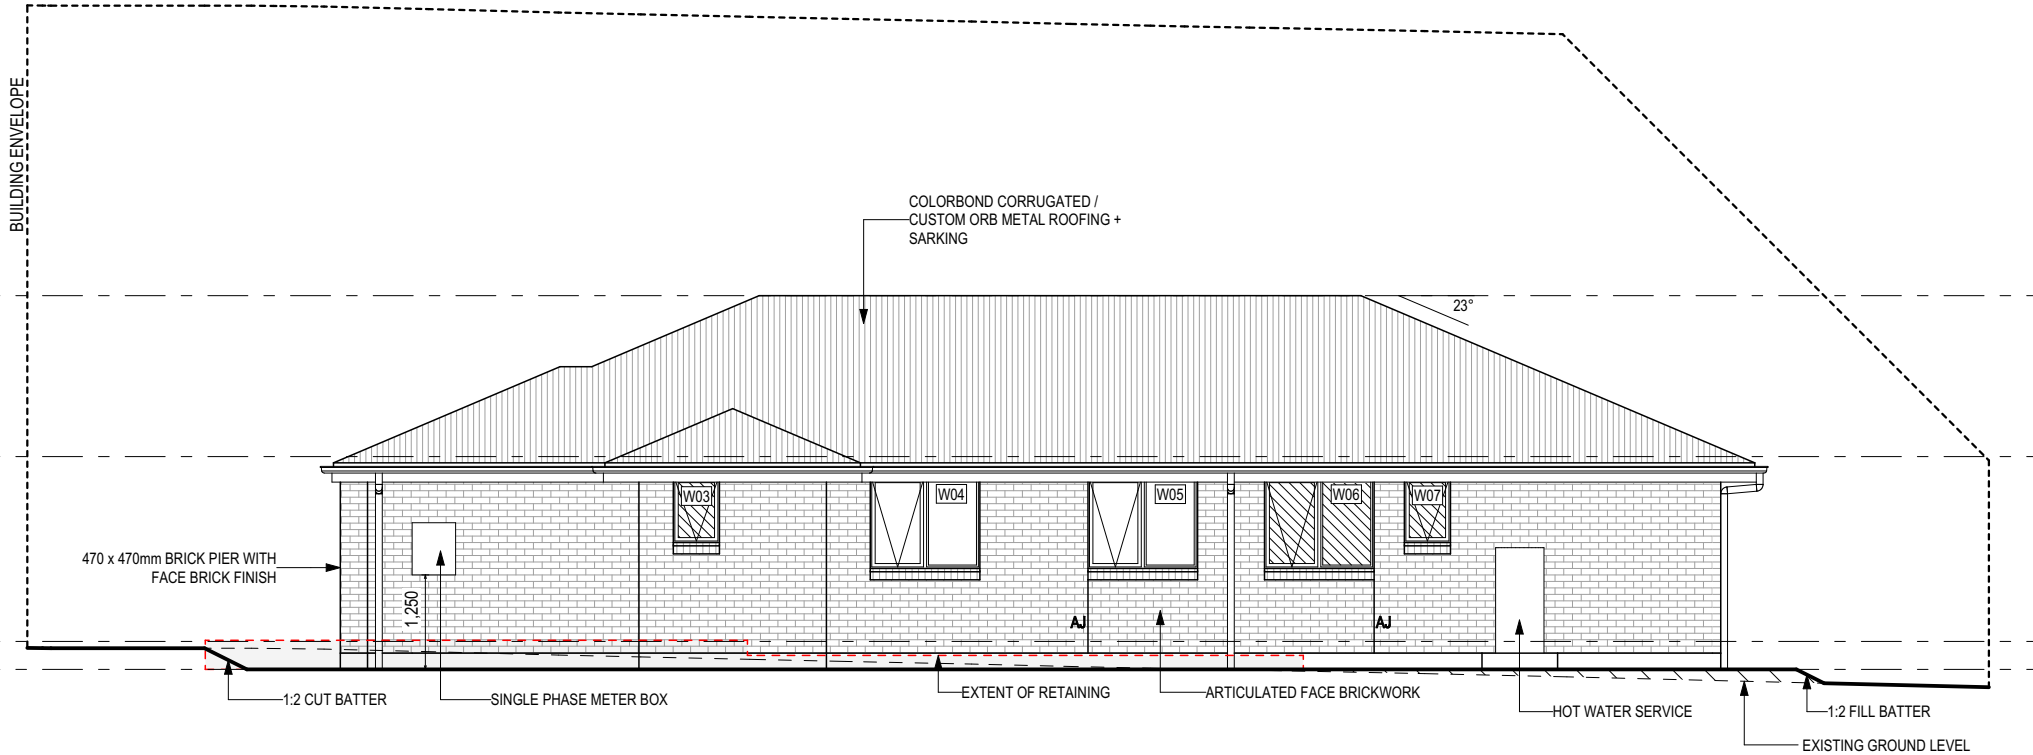 BUILDING ENVELOPE
COLORBOND CORRUGATED /
CUSTOM ORB METAL ROOFING +
SARKING
23°
W03
W04
W05
W06
W07
470 x 470mm BRICK PIER WITH
FACE BRICK FINISH
1,250
AJ
AJ
1:2 CUT BATTER
SINGLE PHASE METER BOX
EXTENT OF RETAINING
ARTICULATED FACE BRICKWORK
HOT WATER SERVICE
1:2 FILL BATTER
EXISTING GROUND LEVEL